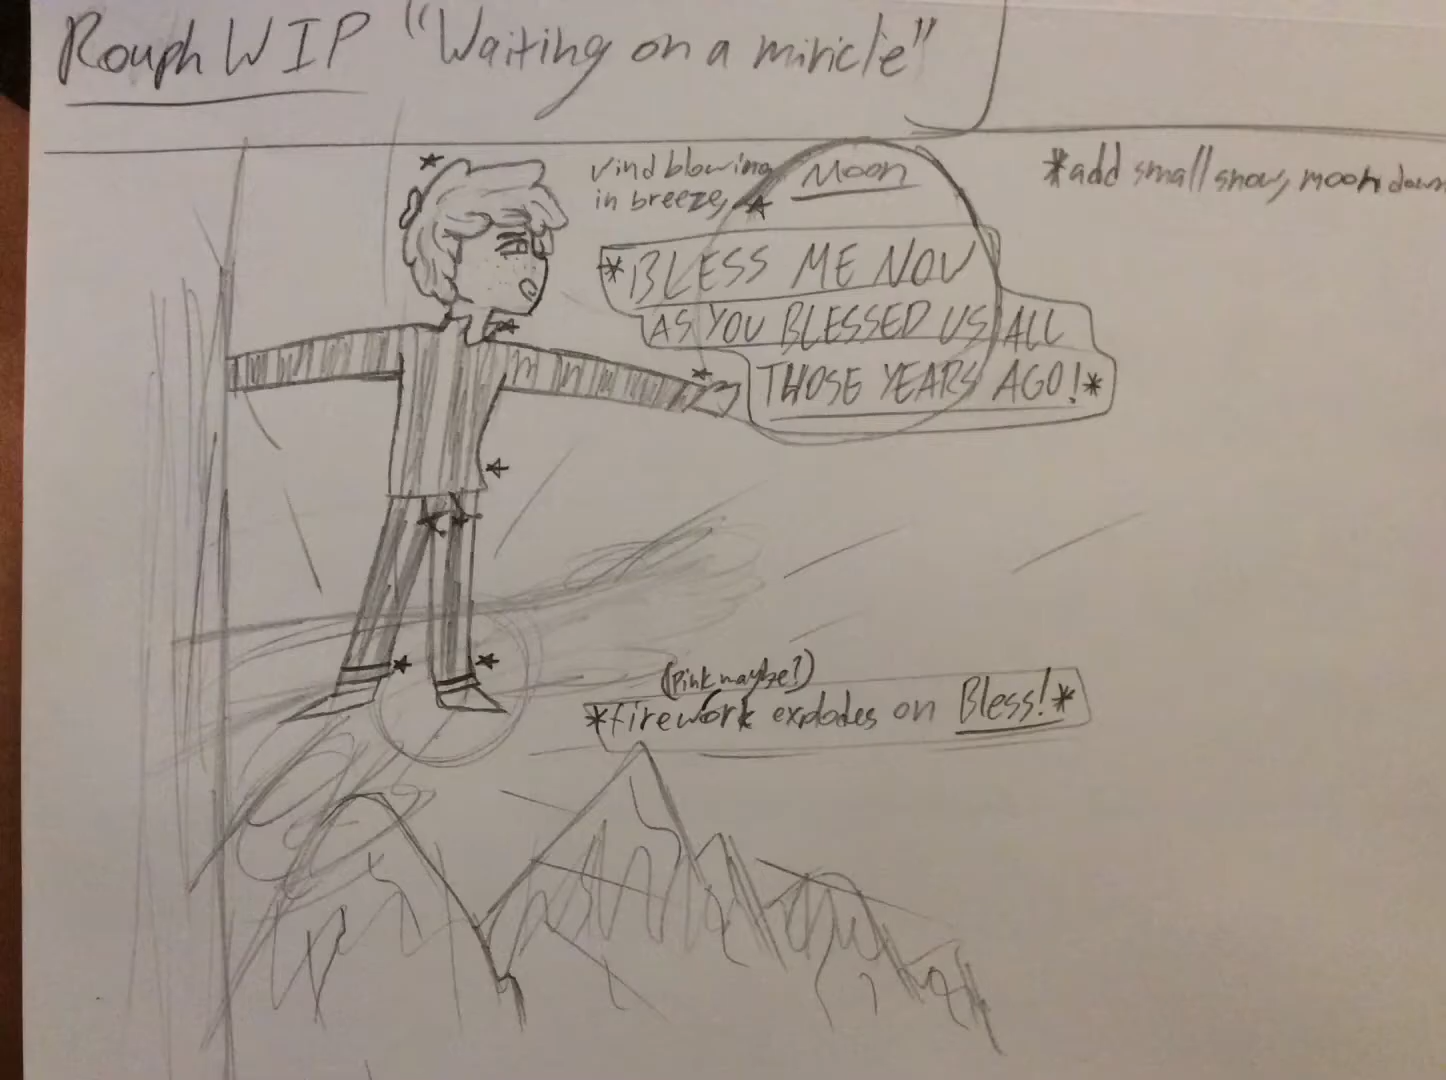 Rough WIP "Waiting on a miricle"
wind blowing
in breeze,
Moon
*add small snow, moon down
*BLESS ME NOW
AS YOU BLESSED US ALL
THOSE YEARS AGO!*
(Pink maybe?)
*firework explodes on Bless!*